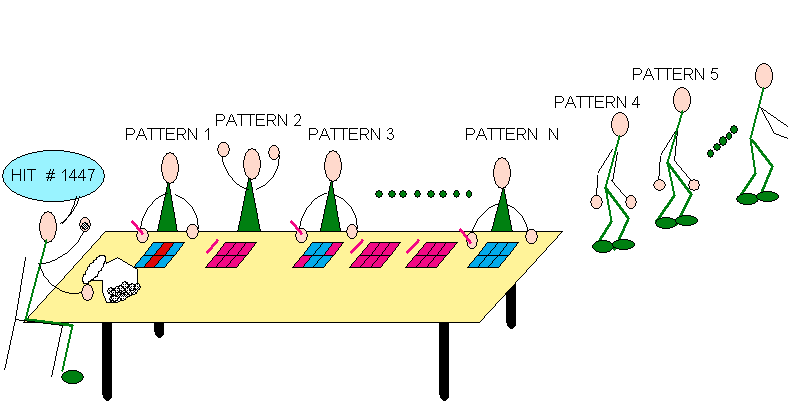 PATTERN 5
PATTERN 4
PATTERN 2
PATTERN 1
PATTERN 3
PATTERN N
HIT # 1447